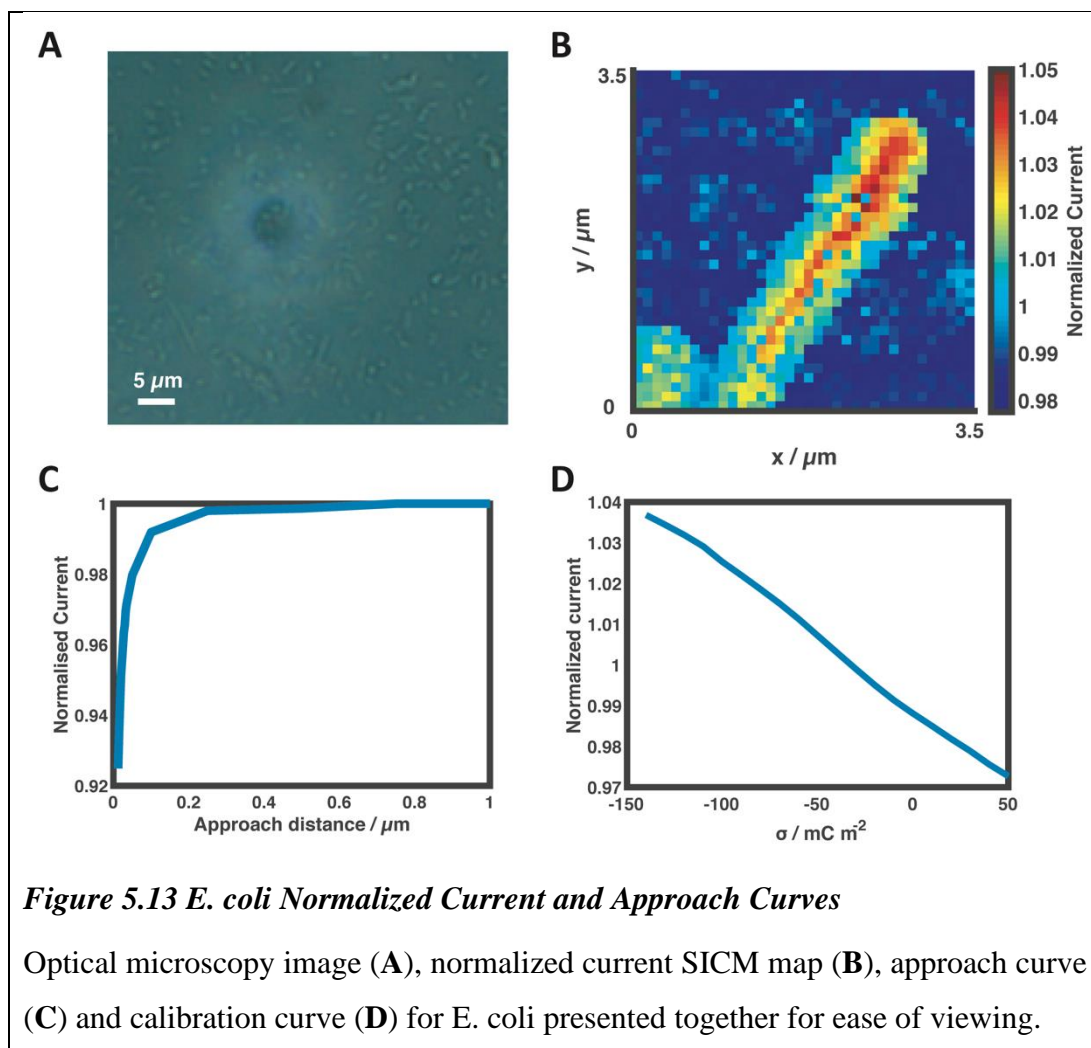 A
5 µm
B
3.5
y / µm
0
0
3.5
x / µm
1.05
1.04
1.03
1.02
1.01
1
0.99
0.98
Normalized Current
C
1
0.98
0.96
0.94
0.92
Normalised Current
0
0.2
0.4
0.6
0.8
1
Approach distance / µm
D
1.04
1.03
1.02
1.01
1
0.99
0.98
0.97
Normalized current
-150
-100
-50
0
50
σ / mC m⁻²
Figure 5.13 E. coli Normalized Current and Approach Curves
Optical microscopy image (A), normalized current SICM map (B), approach curve
(C) and calibration curve (D) for E. coli presented together for ease of viewing.